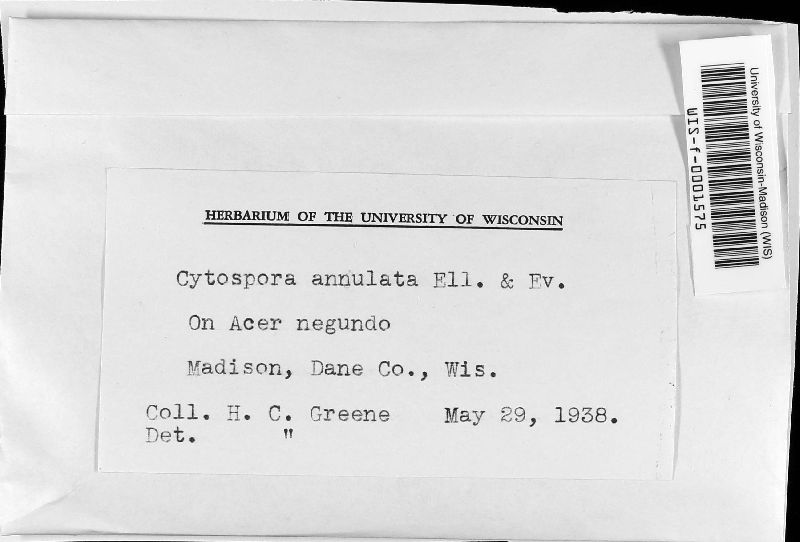 HERBARIUM OF THE UNIVERSITY OF WISCONSIN
Cytospora annulata Ell. & Ev.
On Acer negundo
Madison, Dane Co., Wis.
Coll. H. C. Greene May 29, 1938.
Det. "
University of Wisconsin-Madison (WIS)
WIS-f-0001575